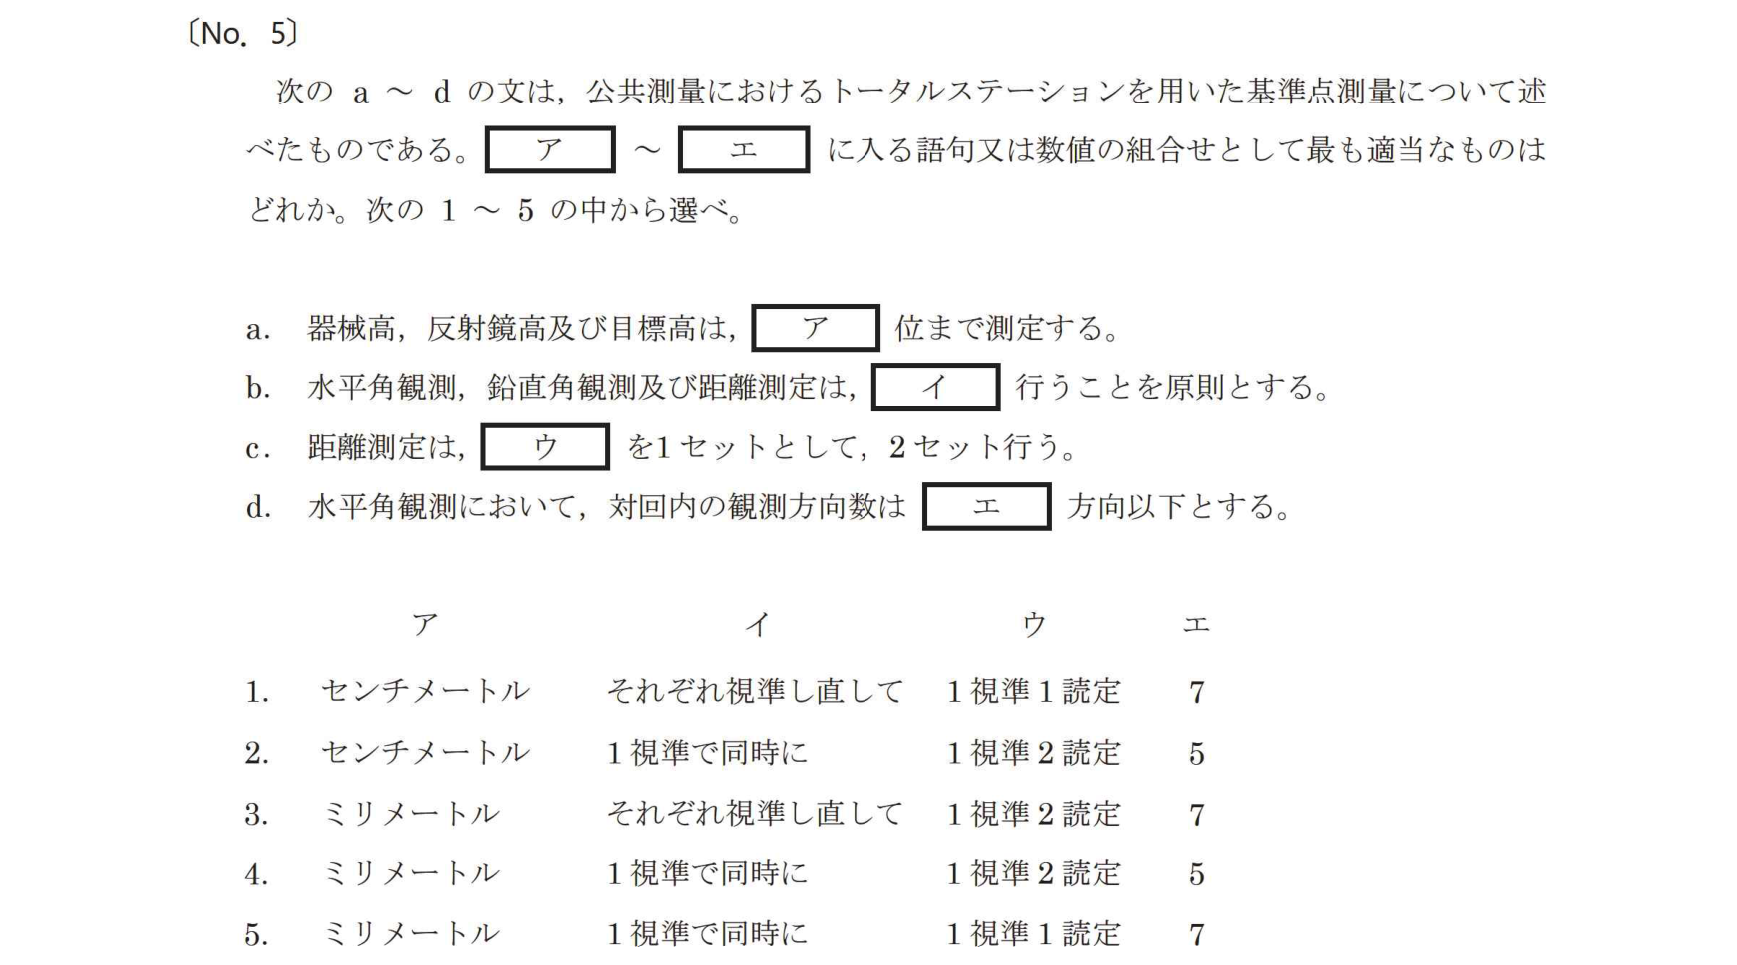 〔No. 5〕
次の a ～ d の文は，公共測量におけるトータルステーションを用いた基準点測量について述
べたものである。 ア ～ エ に入る語句又は数値の組合せとして最も適当なものは
どれか。次の 1 ～ 5 の中から選べ。
a. 器械高，反射鏡高及び目標高は， ア 位まで測定する。
b. 水平角観測，鉛直角観測及び距離測定は， イ 行うことを原則とする。
c. 距離測定は， ウ を1セットとして，2セット行う。
d. 水平角観測において，対回内の観測方向数は エ 方向以下とする。
ア イ ウ エ
1. センチメートル それぞれ視準し直して 1視準1読定 7
2. センチメートル 1視準で同時に 1視準2読定 5
3. ミリメートル それぞれ視準し直して 1視準2読定 7
4. ミリメートル 1視準で同時に 1視準2読定 5
5. ミリメートル 1視準で同時に 1視準1読定 7